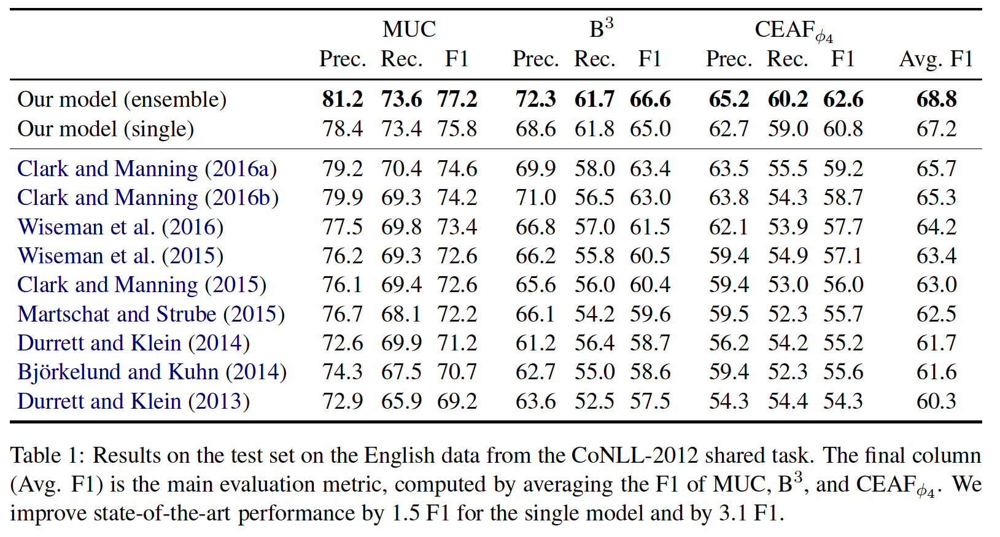 MUC B³ CEAFϕ₄
Prec. Rec. F1 Prec. Rec. F1 Prec. Rec. F1 Avg. F1
Our model (ensemble) 81.2 73.6 77.2 72.3 61.7 66.6 65.2 60.2 62.6 68.8
Our model (single) 78.4 73.4 75.8 68.6 61.8 65.0 62.7 59.0 60.8 67.2
Clark and Manning (2016a) 79.2 70.4 74.6 69.9 58.0 63.4 63.5 55.5 59.2 65.7
Clark and Manning (2016b) 79.9 69.3 74.2 71.0 56.5 63.0 63.8 54.3 58.7 65.3
Wiseman et al. (2016) 77.5 69.8 73.4 66.8 57.0 61.5 62.1 53.9 57.7 64.2
Wiseman et al. (2015) 76.2 69.3 72.6 66.2 55.8 60.5 59.4 54.9 57.1 63.4
Clark and Manning (2015) 76.1 69.4 72.6 65.6 56.0 60.4 59.4 53.0 56.0 63.0
Martschat and Strube (2015) 76.7 68.1 72.2 66.1 54.2 59.6 59.5 52.3 55.7 62.5
Durrett and Klein (2014) 72.6 69.9 71.2 61.2 56.4 58.7 56.2 54.2 55.2 61.7
Björkelund and Kuhn (2014) 74.3 67.5 70.7 62.7 55.0 58.6 59.4 52.3 55.6 61.6
Durrett and Klein (2013) 72.9 65.9 69.2 63.6 52.5 57.5 54.3 54.4 54.3 60.3
Table 1: Results on the test set on the English data from the CoNLL-2012 shared task. The final column
(Avg. F1) is the main evaluation metric, computed by averaging the F1 of MUC, B³, and CEAFϕ₄. We
improve state-of-the-art performance by 1.5 F1 for the single model and by 3.1 F1.